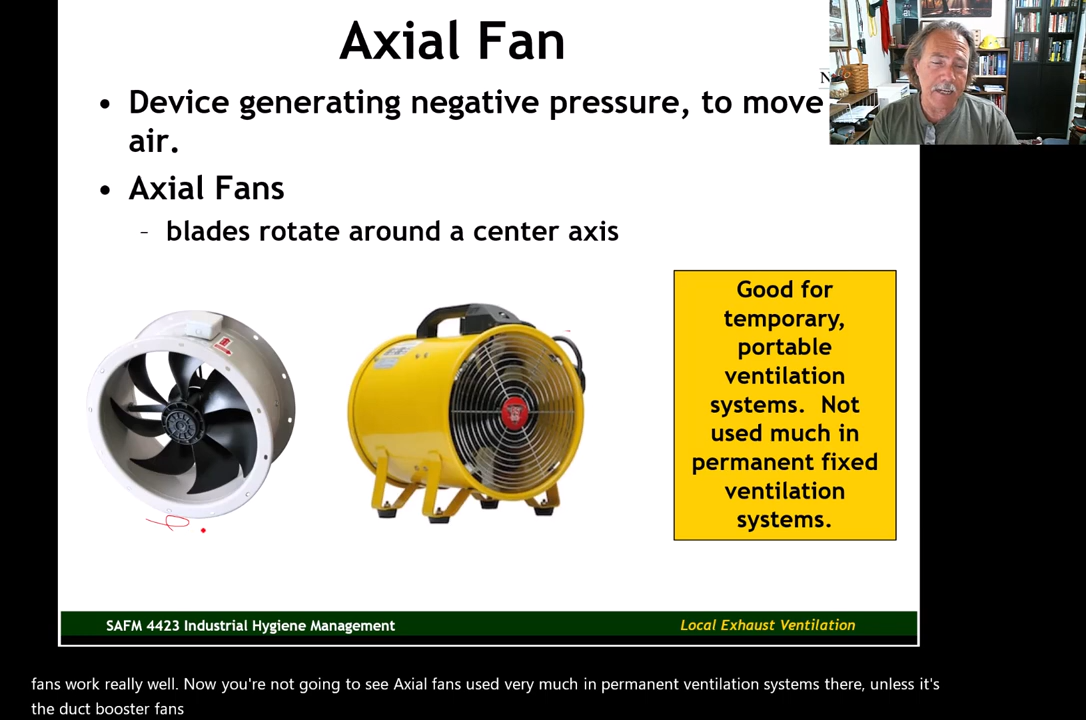 Axial Fan
N
• Device generating negative pressure, to move
air.
• Axial Fans
– blades rotate around a center axis
Good for
temporary,
portable
ventilation
systems. Not
used much in
permanent fixed
ventilation
systems.
SAFM 4423 Industrial Hygiene Management
Local Exhaust Ventilation
fans work really well. Now you're not going to see Axial fans used very much in permanent ventilation systems there, unless it's
the duct booster fans